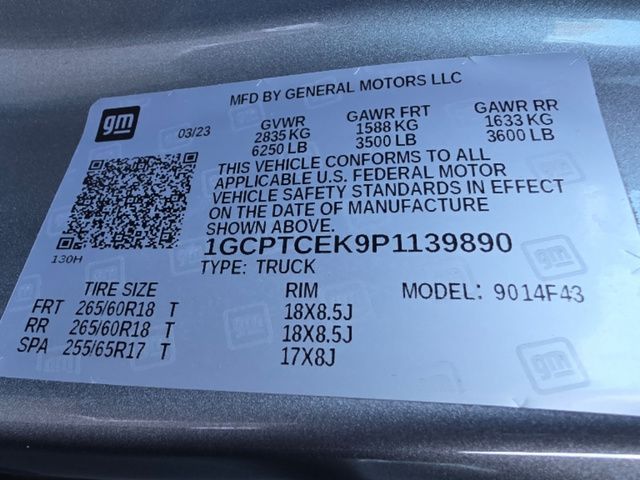 MFD BY GENERAL MOTORS LLC
gm
03/23
GVWR GAWR FRT GAWR RR
2835 KG 1588 KG 1633 KG
6250 LB 3500 LB 3600 LB
THIS VEHICLE CONFORMS TO ALL
APPLICABLE U.S. FEDERAL MOTOR
VEHICLE SAFETY STANDARDS IN EFFECT
ON THE DATE OF MANUFACTURE
SHOWN ABOVE.
1GCPTCEK9P1139890
130H
TYPE: TRUCK
TIRE SIZE RIM MODEL: 9014F43
FRT 265/60R18 T 18X8.5J
RR 265/60R18 T 18X8.5J
SPA 255/65R17 T 17X8J